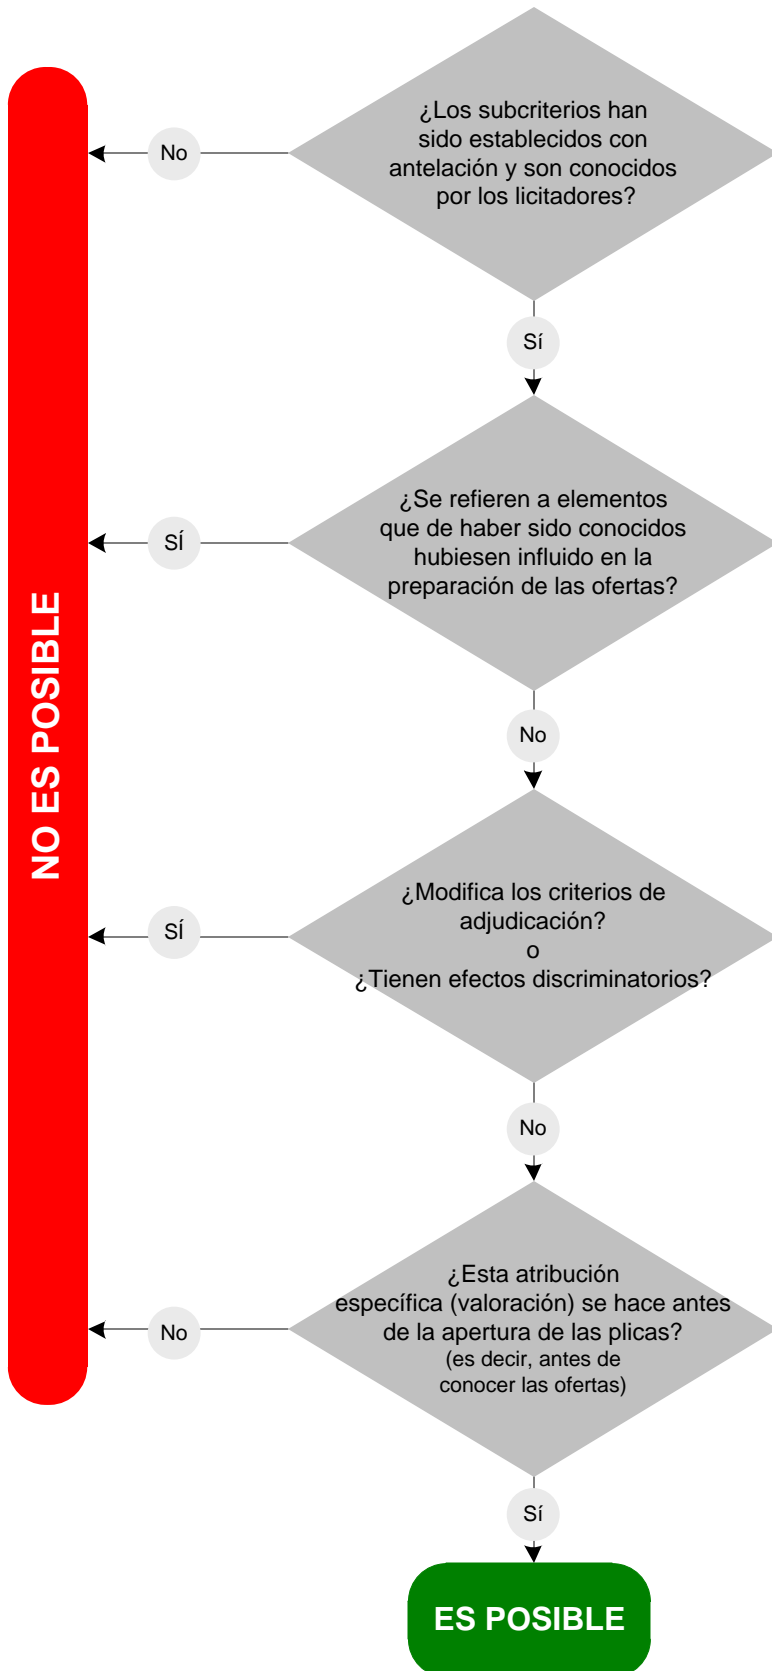 ¿Los subcriterios han
sido establecidos con
antelación y son conocidos
por los licitadores?
No
Sí
¿Se refieren a elementos
que de haber sido conocidos
hubiesen influido en la
preparación de las ofertas?
SÍ
No
NO ES POSIBLE
¿Modifica los criterios de
adjudicación?
o
¿Tienen efectos discriminatorios?
SÍ
No
¿Esta atribución
específica (valoración) se hace antes
de la apertura de las plicas?
(es decir, antes de
conocer las ofertas)
No
Sí
ES POSIBLE